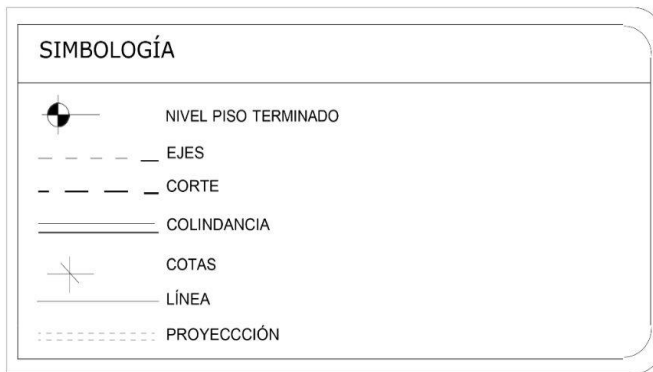 SIMBOLOGÍA
NIVEL PISO TERMINADO
EJES
CORTE
COLINDANCIA
COTAS
LÍNEA
PROYECCCIÓN